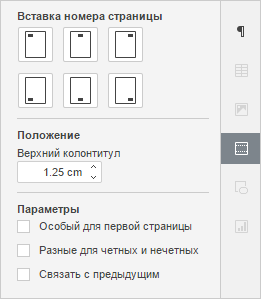 Вставка номера страницы
Положение
Верхний колонтитул
1.25 cm
Параметры
Особый для первой страницы
Разные для четных и нечетных
Связать с предыдущим